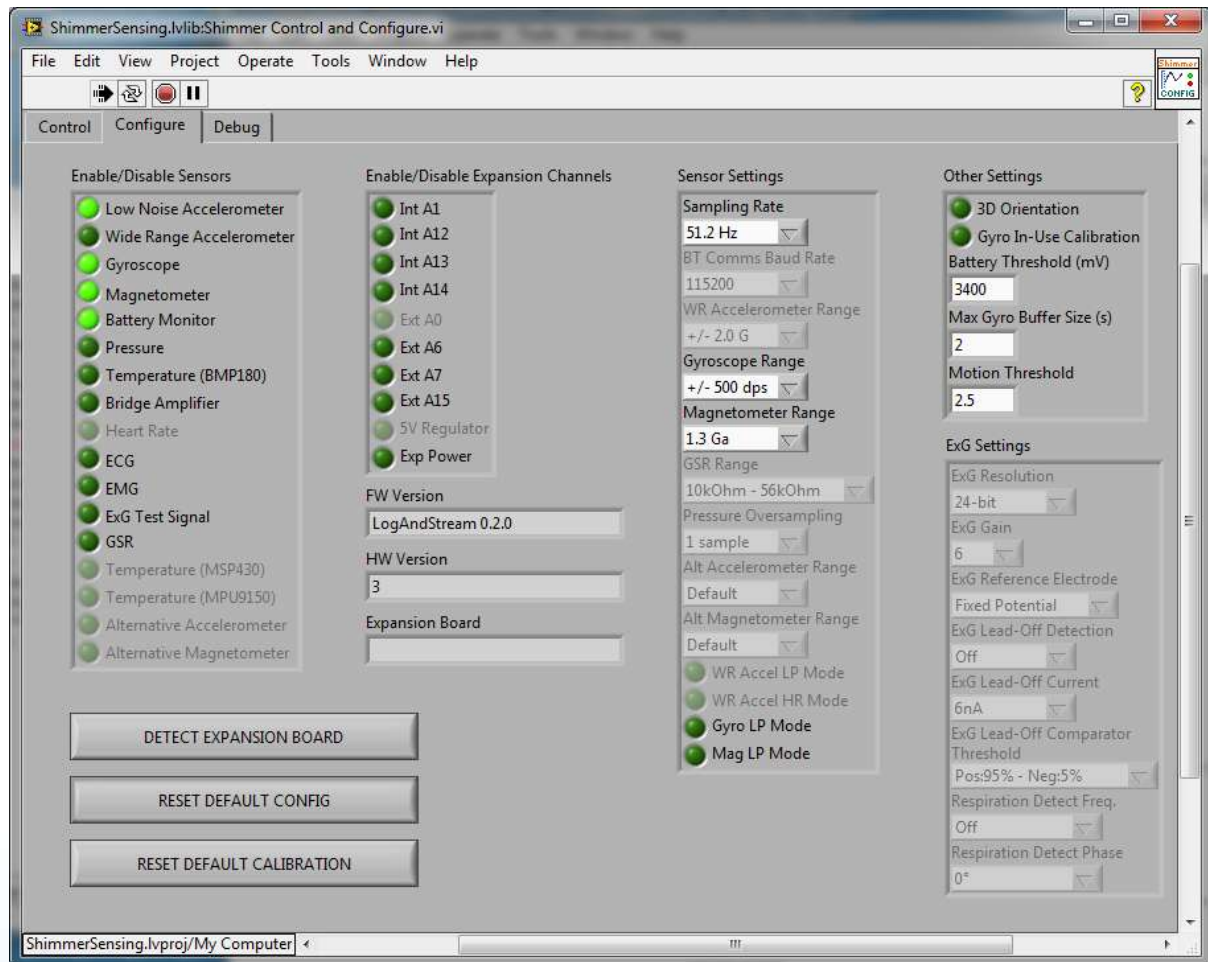 ShimmerSensing.lvlib:Shimmer Control and Configure.vi
File Edit View Project Operate Tools Window Help
Shimmer
CONFIG
Control Configure Debug
Enable/Disable Sensors
Low Noise Accelerometer
Wide Range Accelerometer
Gyroscope
Magnetometer
Battery Monitor
Pressure
Temperature (BMP180)
Bridge Amplifier
Heart Rate
ECG
EMG
ExG Test Signal
GSR
Temperature (MSP430)
Temperature (MPU9150)
Alternative Accelerometer
Alternative Magnetometer
DETECT EXPANSION BOARD
RESET DEFAULT CONFIG
RESET DEFAULT CALIBRATION
Enable/Disable Expansion Channels
Int A1
Int A12
Int A13
Int A14
Ext A0
Ext A6
Ext A7
Ext A15
5V Regulator
Exp Power
FW Version
LogAndStream 0.2.0
HW Version
3
Expansion Board
Sensor Settings
Sampling Rate
51.2 Hz
BT Comms Baud Rate
115200
WR Accelerometer Range
+/- 2.0 G
Gyroscope Range
+/- 500 dps
Magnetometer Range
1.3 Ga
GSR Range
10kOhm - 56kOhm
Pressure Oversampling
1 sample
Alt Accelerometer Range
Default
Alt Magnetometer Range
Default
WR Accel LP Mode
WR Accel HR Mode
Gyro LP Mode
Mag LP Mode
Other Settings
3D Orientation
Gyro In-Use Calibration
Battery Threshold (mV)
3400
Max Gyro Buffer Size (s)
2
Motion Threshold
2.5
ExG Settings
ExG Resolution
24-bit
ExG Gain
6
ExG Reference Electrode
Fixed Potential
ExG Lead-Off Detection
Off
ExG Lead-Off Current
6nA
ExG Lead-Off Comparator
Threshold
Pos:95% - Neg:5%
Respiration Detect Freq.
Off
Respiration Detect Phase
0°
ShimmerSensing.lvproj/My Computer